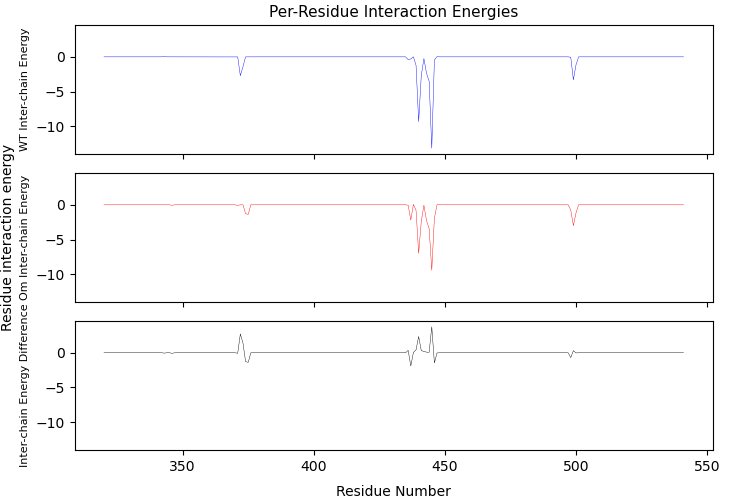 Per-Residue Interaction Energies
Residue interaction energy
WT Inter-chain Energy
0
−5
−10
Om Inter-chain Energy
0
−5
−10
Inter-chain Energy Difference
0
−5
−10
350
400
450
500
550
Residue Number